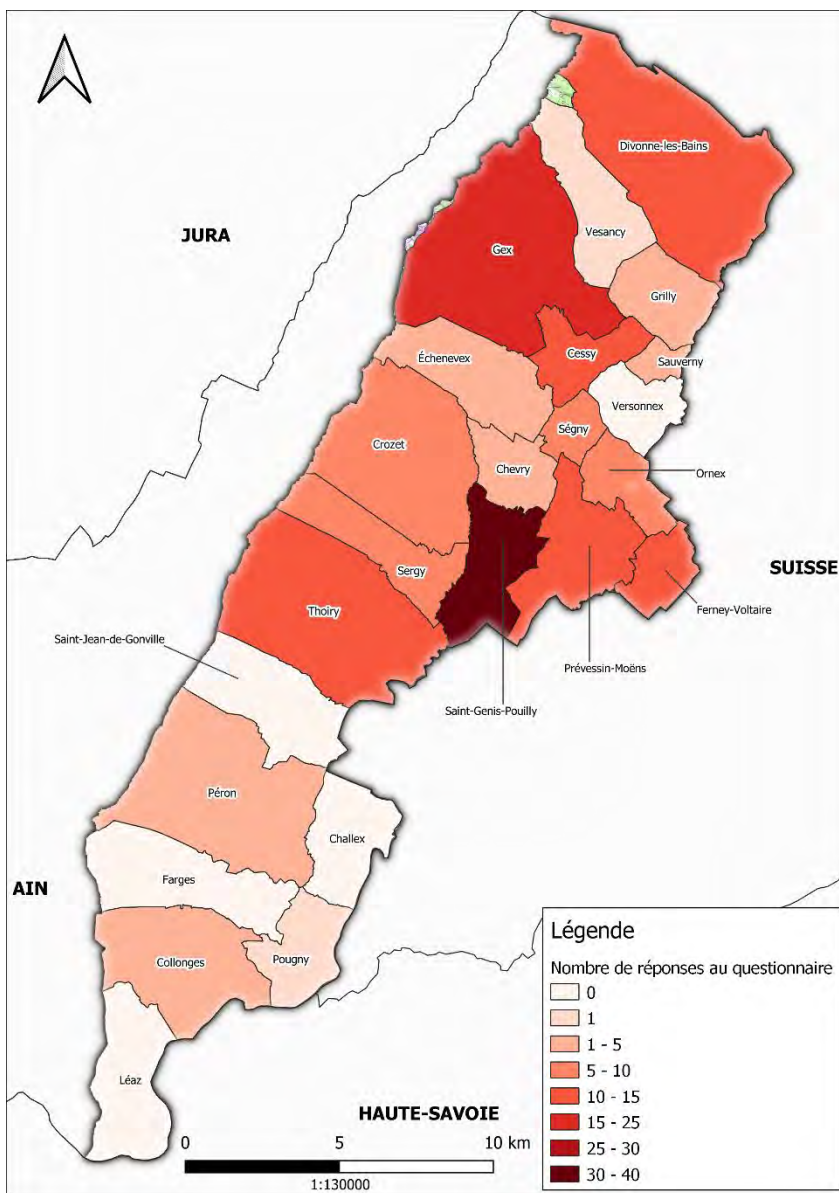 Divonne-les-Bains
JURA
Vesancy
Gex
Grilly
Échenevex
Cessy
Sauverny
Versonnex
Ségny
Crozet
Chevry
Ornex
SUISSE
Sergy
Ferney-Voltaire
Thoiry
Saint-Jean-de-Gonville
Prévessin-Moëns
Saint-Genis-Pouilly
Péron
Challex
Farges
AIN
Collonges
Pougny
Léaz
HAUTE-SAVOIE
0 5 10 km
1:130000
Légende
Nombre de réponses au questionnaire
0
1
1 - 5
5 - 10
10 - 15
15 - 25
25 - 30
30 - 40